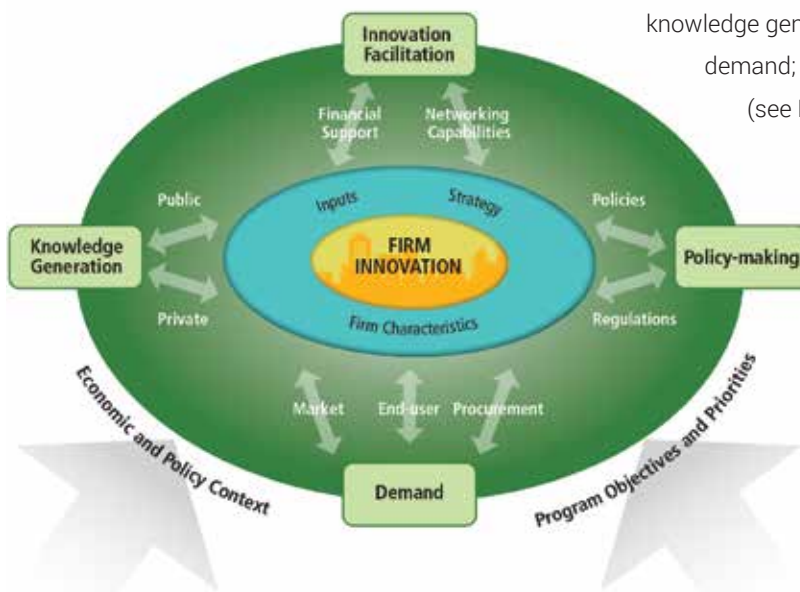 knowledge gen
demand;
(see
Innovation
Facilitation
Financial
Support
Networking
Capabilities
Public
Inputs
Strategy
Policies
Knowledge
Generation
FIRM
INNOVATION
Policy-making
Private
Firm Characteristics
Regulations
Market
End-user
Procurement
Economic and Policy Context
Demand
Program Objectives and Priorities